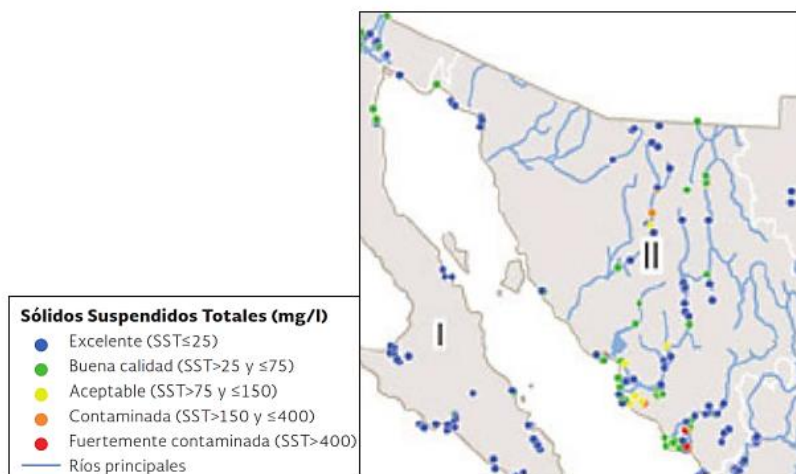 Sólidos Suspendidos Totales (mg/l)
Excelente (SST≤25)
Buena calidad (SST>25 y ≤75)
Aceptable (SST>75 y ≤150)
Contaminada (SST>150 y ≤400)
Fuertemente contaminada (SST>400)
Ríos principales
I
II